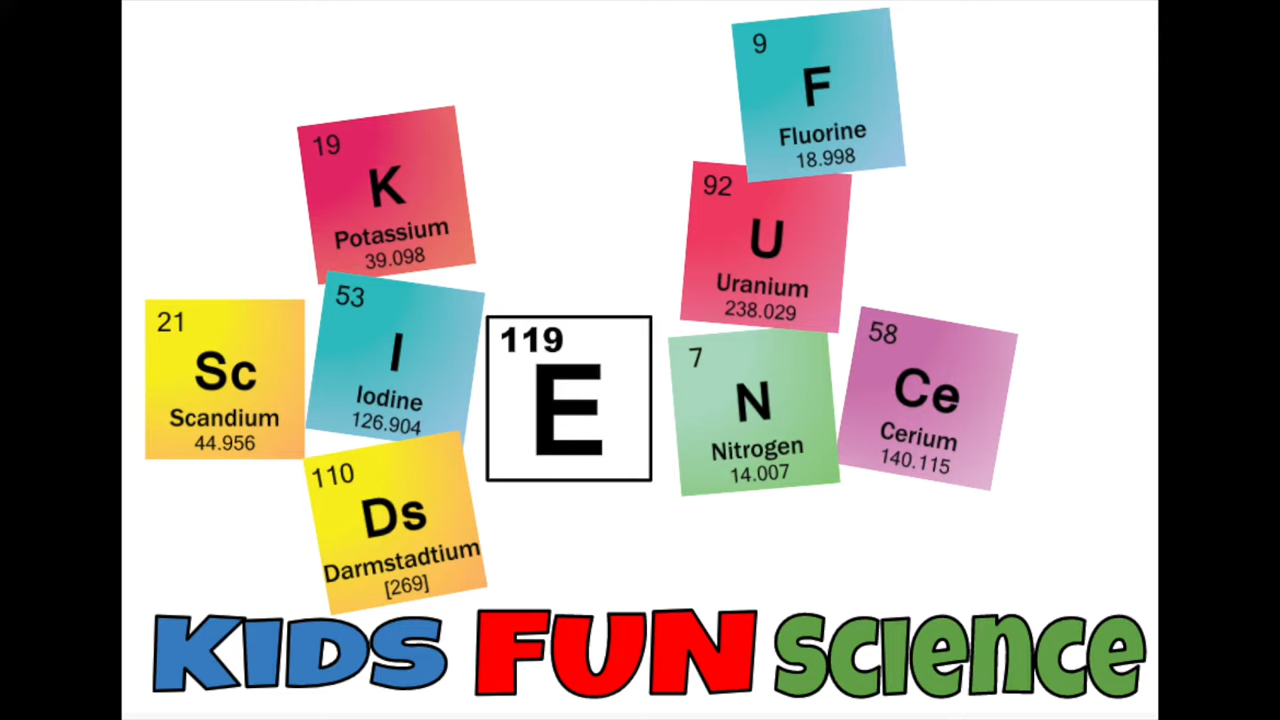 9
F
Fluorine
18.998
19
K
Potassium
39.098
92
U
Uranium
238.029
21
Sc
Scandium
44.956
53
I
Iodine
126.904
119
E
7
N
Nitrogen
14.007
58
Ce
Cerium
140.115
110
Ds
Darmstadtium
[269]
KIDS FUN SCIENCE